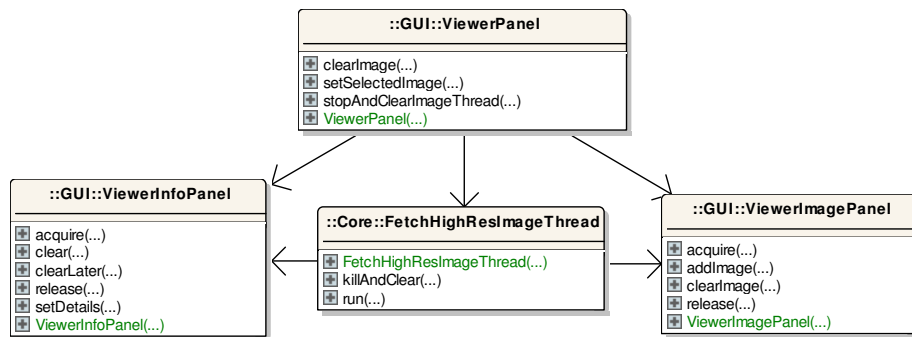 ::GUI::ViewerPanel
clearImage(...)
setSelectedImage(...)
stopAndClearImageThread(...)
ViewerPanel(...)
::GUI::ViewerInfoPanel
acquire(...)
clear(...)
clearLater(...)
release(...)
setDetails(...)
ViewerInfoPanel(...)
::Core::FetchHighResImageThread
FetchHighResImageThread(...)
killAndClear(...)
run(...)
::GUI::ViewerImagePanel
acquire(...)
addImage(...)
clearImage(...)
release(...)
ViewerImagePanel(...)